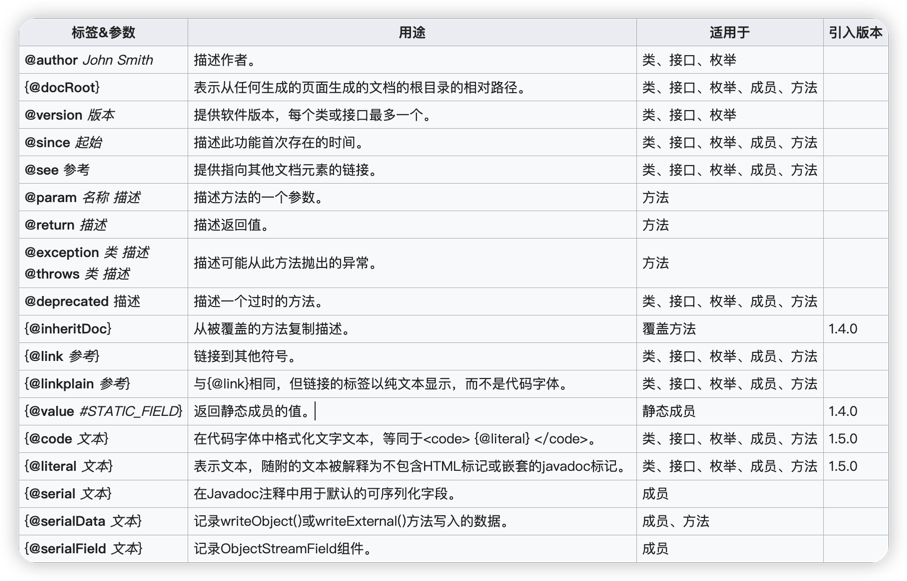 标签&参数 用途 适用于 引入版本
@author John Smith 描述作者。 类、接口、枚举
{@docRoot} 表示从任何生成的页面生成的文档的根目录的相对路径。 类、接口、枚举、成员、方法
@version 版本 提供软件版本，每个类或接口最多一个。 类、接口、枚举
@since 起始 描述此功能首次存在的时间。 类、接口、枚举、成员、方法
@see 参考 提供指向其他文档元素的链接。 类、接口、枚举、成员、方法
@param 名称 描述 描述方法的一个参数。 方法
@return 描述 描述返回值。 方法
@exception 类 描述
@throws 类 描述 描述可能从此方法抛出的异常。 方法
@deprecated 描述 描述一个过时的方法。 类、接口、枚举、成员、方法
{@inheritDoc} 从被覆盖的方法复制描述。 覆盖方法 1.4.0
{@link 参考} 链接到其他符号。 类、接口、枚举、成员、方法
{@linkplain 参考} 与{@link}相同，但链接的标签以纯文本显示，而不是代码字体。 类、接口、枚举、成员、方法
{@value #STATIC_FIELD} 返回静态成员的值。 静态成员 1.4.0
{@code 文本} 在代码字体中格式化文字文本，等同于<code> {@literal} </code>。 类、接口、枚举、成员、方法 1.5.0
{@literal 文本} 表示文本，随附的文本被解释为不包含HTML标记或嵌套的javadoc标记。 类、接口、枚举、成员、方法 1.5.0
{@serial 文本} 在Javadoc注释中用于默认的可序列化字段。 成员
{@serialData 文本} 记录writeObject()或writeExternal()方法写入的数据。 成员、方法
{@serialField 文本} 记录ObjectStreamField组件。 成员